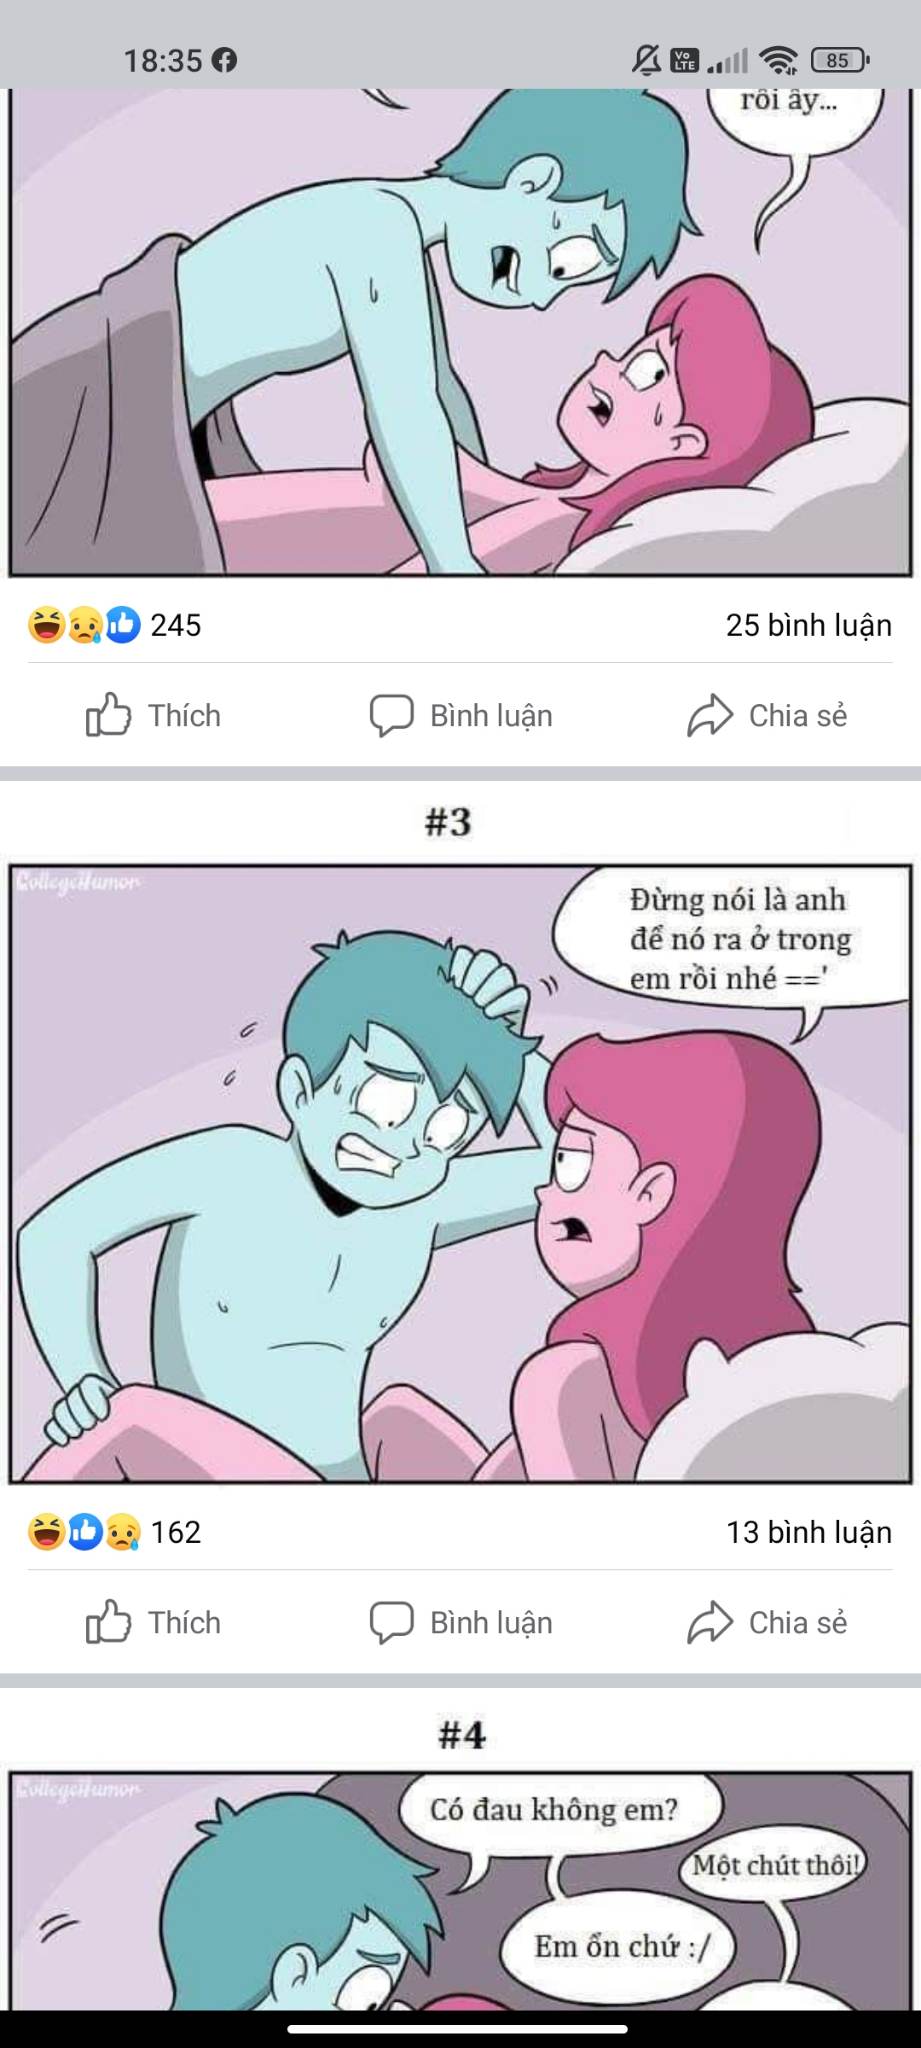 18:35
Vo
LTE
85
rồi ấy...
245
25 bình luận
Thích
Bình luận
Chia sẻ
#3
CollegeHumor
Đừng nói là anh
để nó ra ở trong
em rồi nhé =='
162
13 bình luận
Thích
Bình luận
Chia sẻ
#4
CollegeHumor
Có đau không em?
Một chút thôi!
Em ổn chứ :/